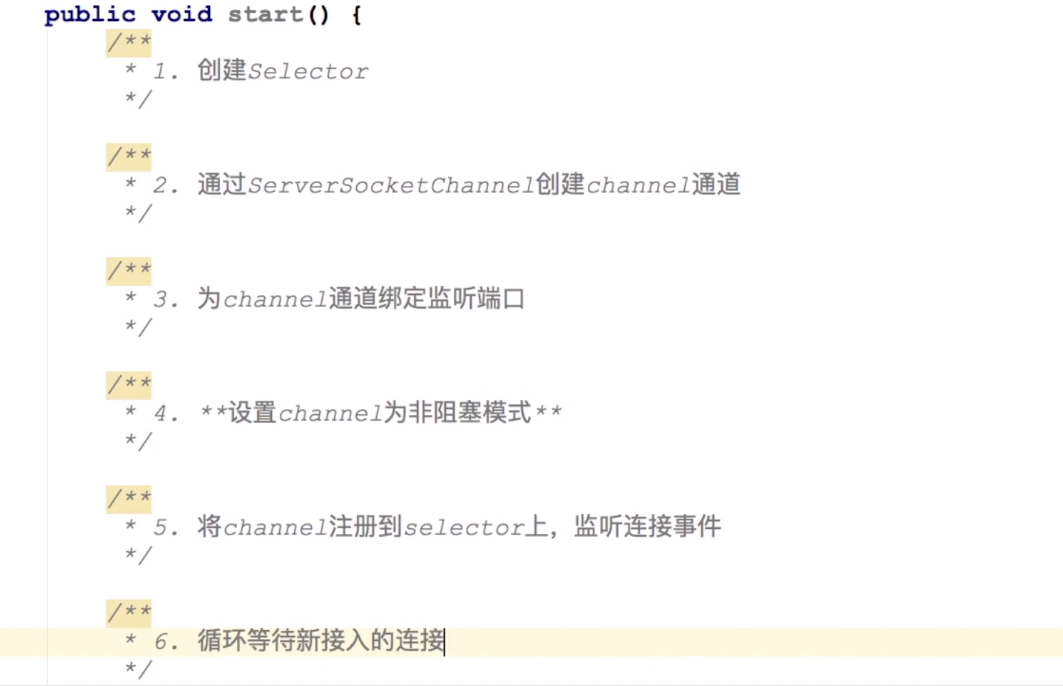 public void start() {
/**
* 1. 创建Selector
*/
/**
* 2. 通过ServerSocketChannel创建channel通道
*/
/**
* 3. 为channel通道绑定监听端口
*/
/**
* 4. **设置channel为非阻塞模式**
*/
/**
* 5. 将channel注册到selector上，监听连接事件
*/
/**
* 6. 循环等待新接入的连接
*/